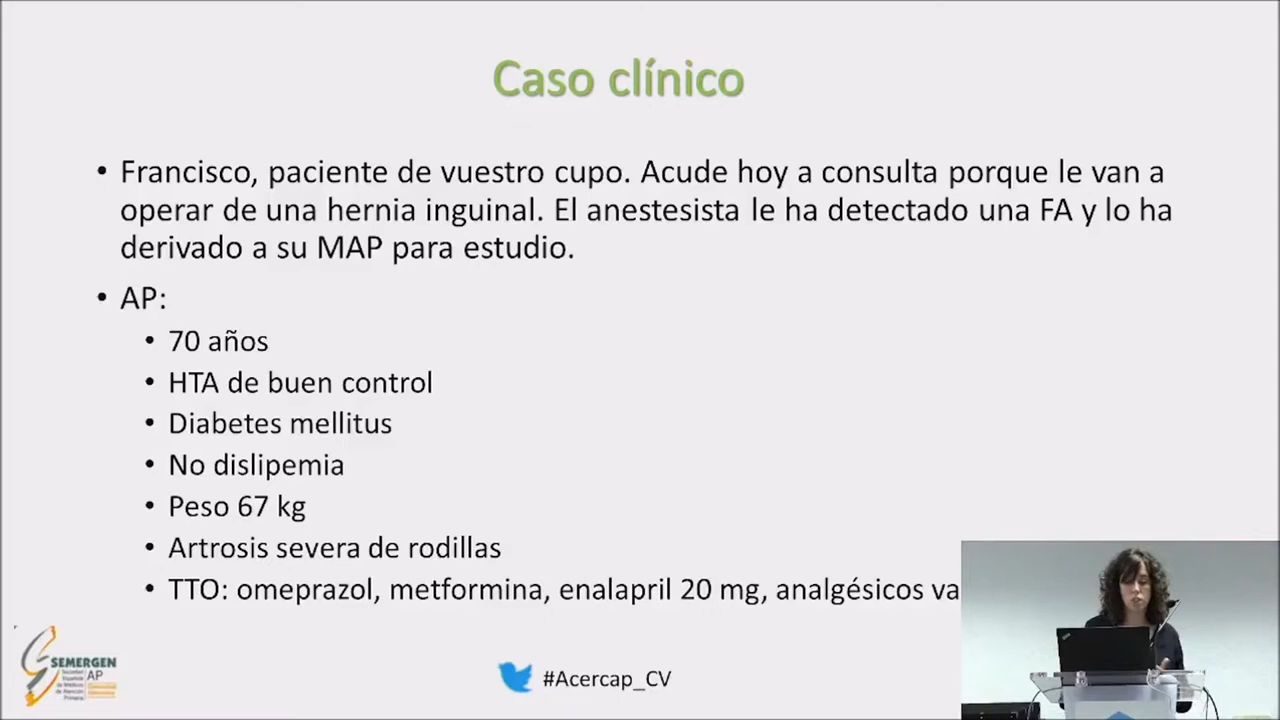 Caso clínico
• Francisco, paciente de vuestro cupo. Acude hoy a consulta porque le van a
operar de una hernia inguinal. El anestesista le ha detectado una FA y lo ha
derivado a su MAP para estudio.
• AP:
• 70 años
• HTA de buen control
• Diabetes mellitus
• No dislipemia
• Peso 67 kg
• Artrosis severa de rodillas
• TTO: omeprazol, metformina, enalapril 20 mg, analgésicos va
SEMERGEN
AP
#Acercap_CV